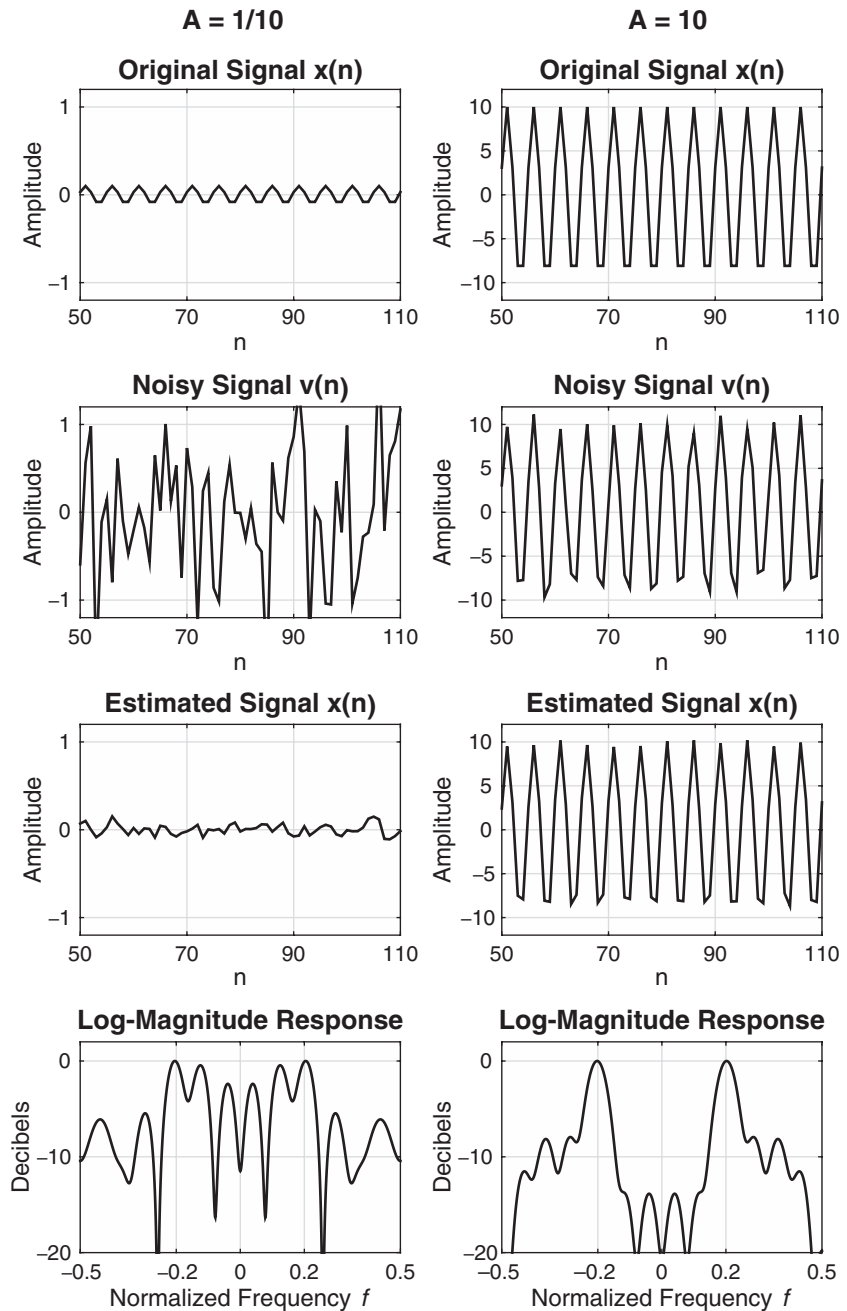 A = 1/10
A = 10
Original Signal x(n)
Original Signal x(n)
Amplitude
1
0
−1
50 70 90 110
n
Amplitude
10
5
0
−5
−10
50 70 90 110
n
Noisy Signal v(n)
Noisy Signal v(n)
Amplitude
1
0
−1
50 70 90 110
n
Amplitude
10
5
0
−5
−10
50 70 90 110
n
Estimated Signal x(n)
Estimated Signal x(n)
Amplitude
1
0
−1
50 70 90 110
n
Amplitude
10
5
0
−5
−10
50 70 90 110
n
Log-Magnitude Response
Log-Magnitude Response
Decibels
0
−10
−20
−0.5 −0.2 0 0.2 0.5
Normalized Frequency f
Decibels
0
−10
−20
−0.5 −0.2 0 0.2 0.5
Normalized Frequency f